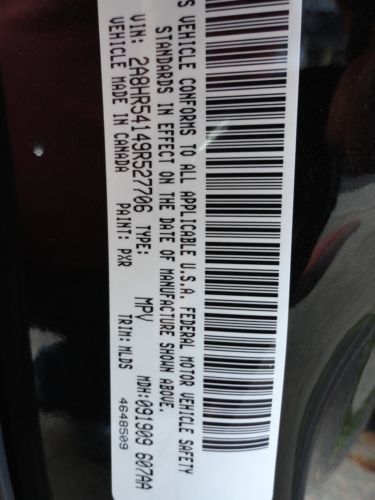 S VEHICLE CONFORMS TO ALL APPLICABLE U.S.A. FEDERAL MOTOR VEHICLE SAFETY
STANDARDS IN EFFECT ON THE DATE OF MANUFACTURE SHOWN ABOVE.
VIN: 2A8HR54149R527706 TYPE: MPV MDH:091909 607AA
VEHICLE MADE IN CANADA PAINT: PXR TRIM:MLDS 4648509